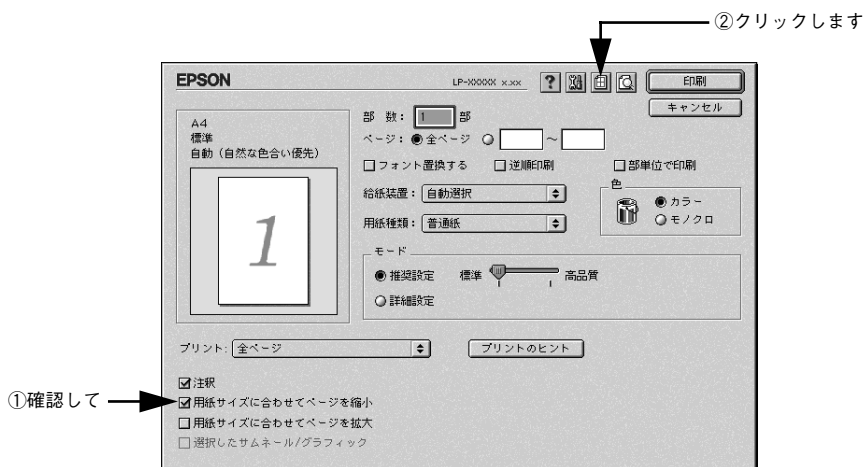 ②クリックします
EPSON
LP-XXXXX x.xx
?
印刷
キャンセル
A4
標準
自動（自然な色合い優先）
1
部 数： 1 部
ページ： 全ページ ～
フォント置換する 逆順印刷 部単位で印刷
給紙装置： 自動選択
用紙種類： 普通紙
色
カラー
モノクロ
モード
推奨設定 標準 高品質
詳細設定
プリント: 全ページ プリントのヒント
注釈
①確認して
用紙サイズに合わせてページを縮小
用紙サイズに合わせてページを拡大
選択したサムネール/グラフィック